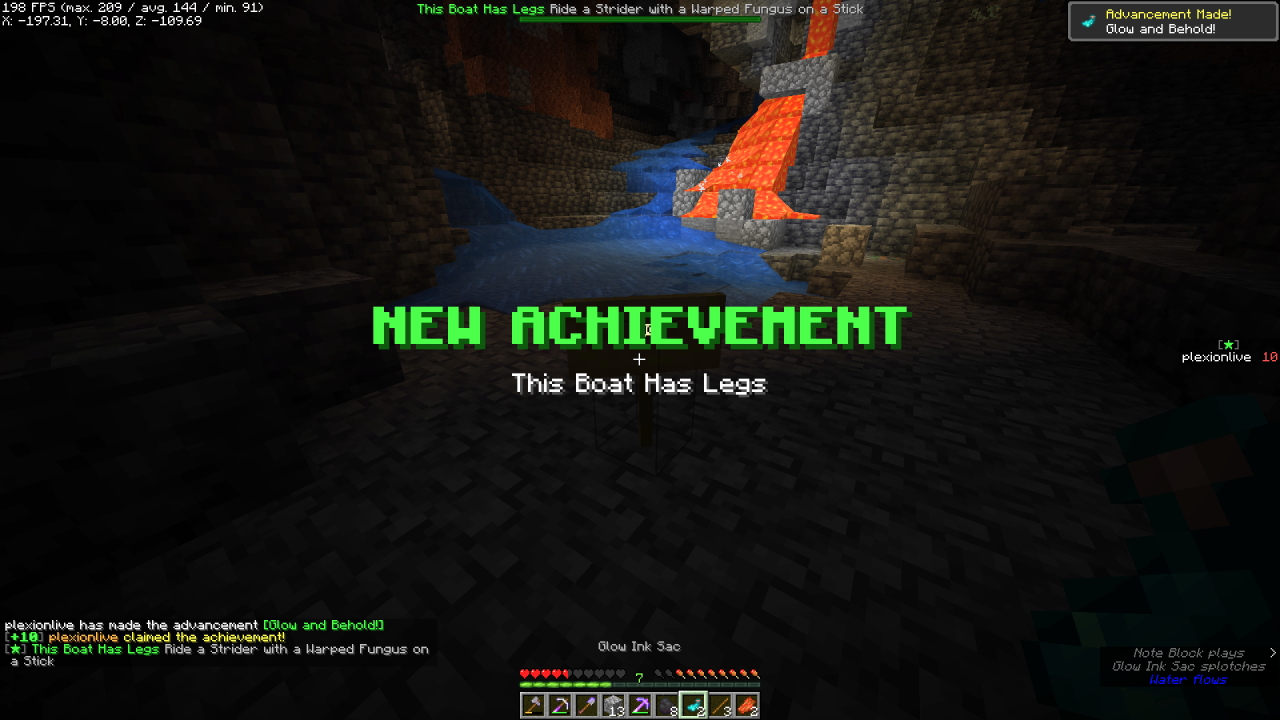 198 FPS (max. 209 / avg. 144 / min. 91)
X: -197.31, Y: -8.00, Z: -109.69
This Boat Has Legs Ride a Strider with a Warped Fungus on a Stick
Advancement Made!
Glow and Behold!
NEW ACHIEVEMENT
This Boat Has Legs
[★]
plexionlive 10
plexionlive has made the advancement [Glow and Behold!]
[+10] plexionlive claimed the achievement!
[★] This Boat Has Legs Ride a Strider with a Warped Fungus on
a Stick
Glow Ink Sac
Note Block plays >
Glow Ink Sac splotches
Water flows
7
13 8 2 3 2